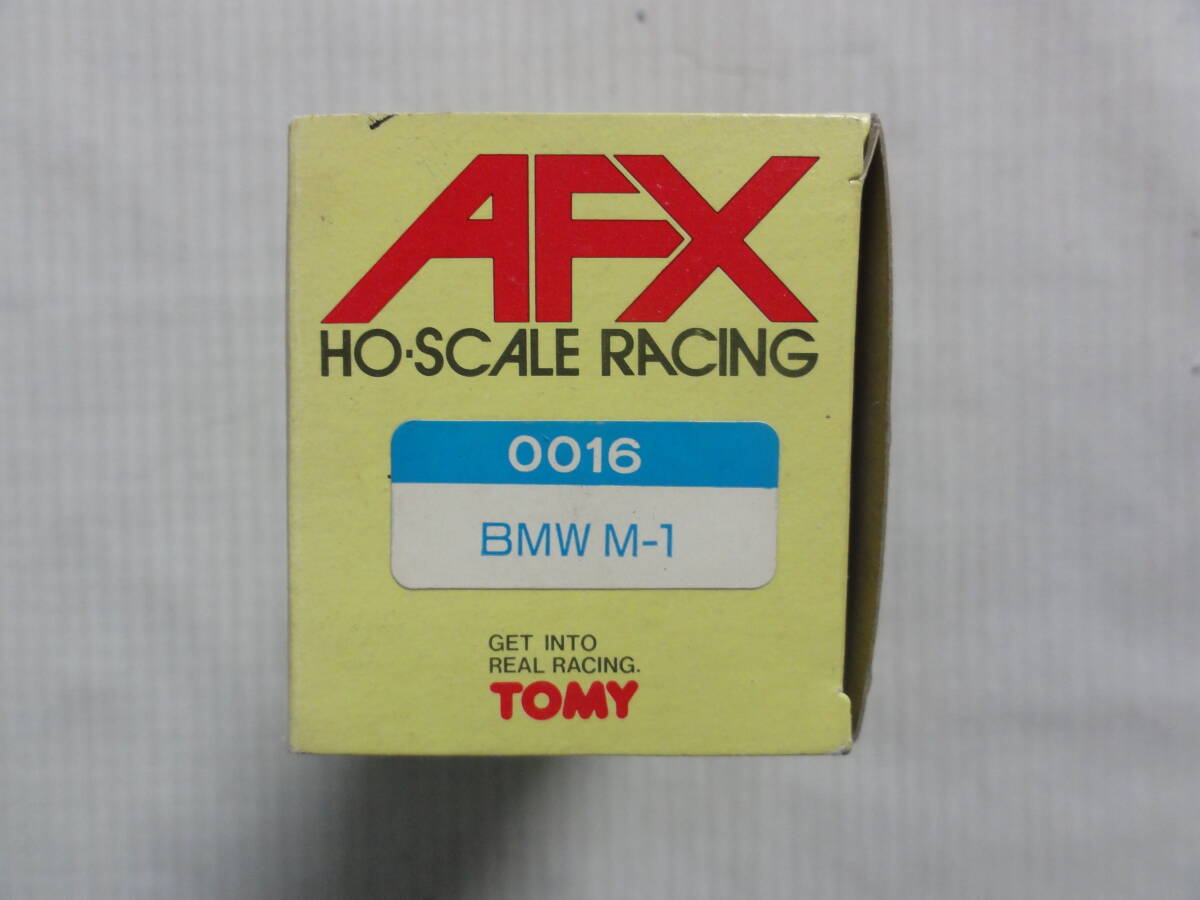 AFX
HO·SCALE RACING
0016
BMW M-1
GET INTO
REAL RACING.
TOMY